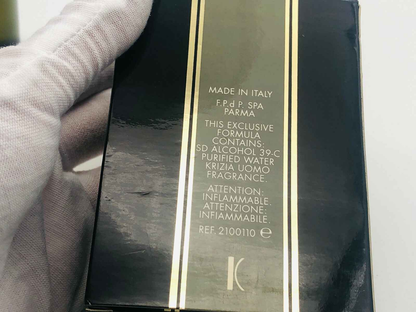 MADE IN ITALY
F.P.d P. SPA
PARMA
THIS EXCLUSIVE
FORMULA
CONTAINS:
SD ALCOHOL 39-C
PURIFIED WATER
KRIZIA UOMO
FRAGRANCE.
ATTENTION:
INFLAMMABLE.
ATTENZIONE:
INFIAMMABILE.
REF. 2100110 ℮
K